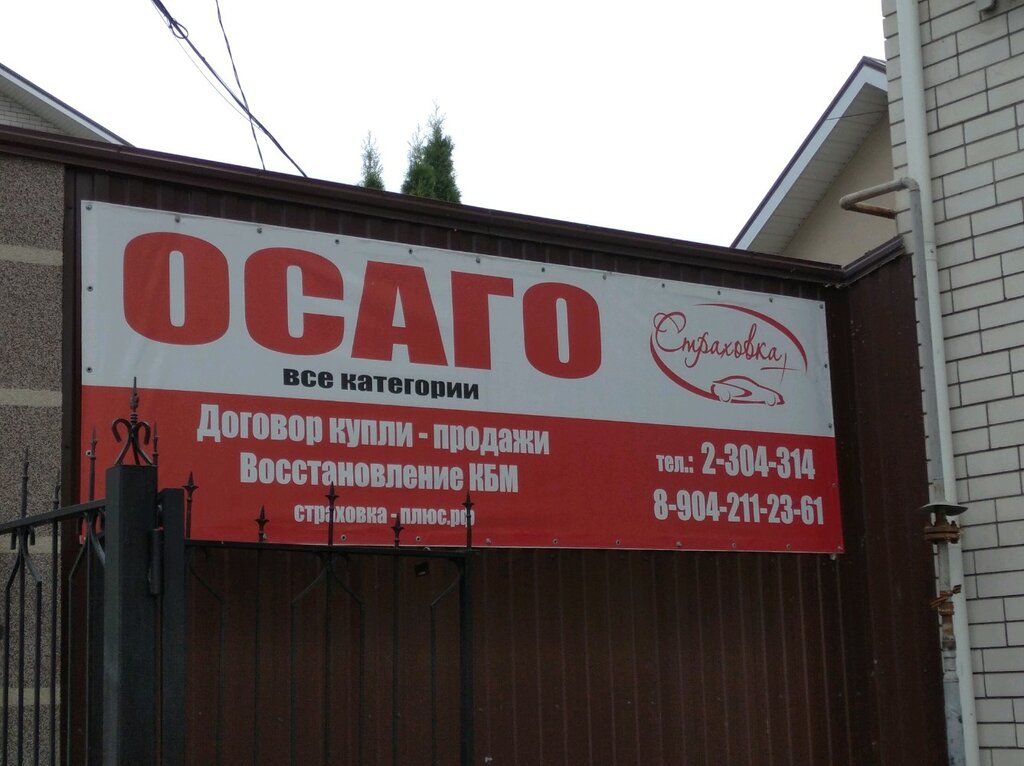 ОСАГО
все категории
Страховка+
Договор купли - продажи
Восстановление КБМ
страховка - плюс.рф
тел.: 2-304-314
8-904-211-23-61